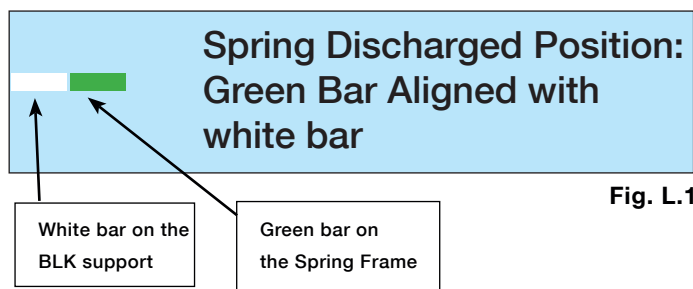 Spring Discharged Position:
Green Bar Aligned with
white bar
Fig. L.1
White bar on the
BLK support
Green bar on
the Spring Frame